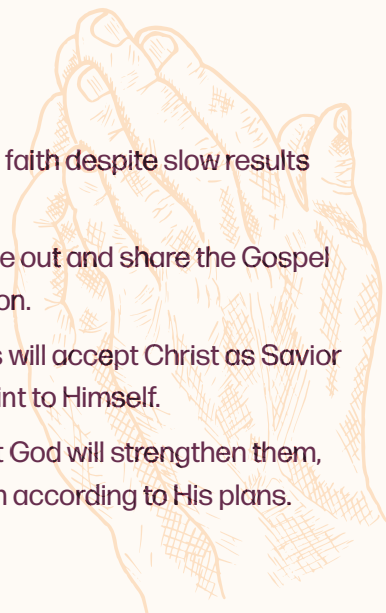 faith despite slow results
e out and share the Gospel
on.
s will accept Christ as Savior
int to Himself.
t God will strengthen them,
n according to His plans.